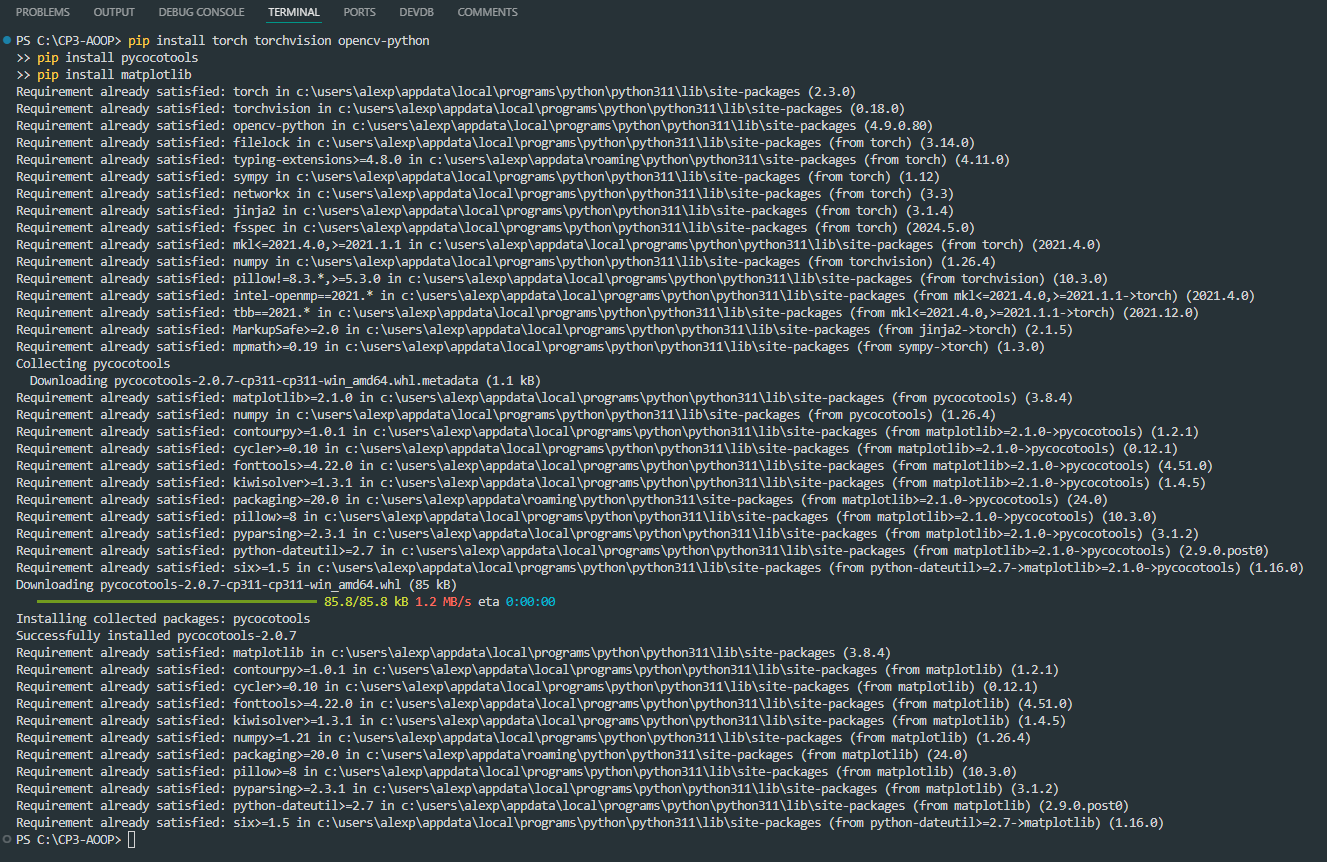 PROBLEMS OUTPUT DEBUG CONSOLE TERMINAL PORTS DEVDB COMMENTS
PS C:\CP3-AOOP> pip install torch torchvision opencv-python
>> pip install pycocotools
>> pip install matplotlib
Requirement already satisfied: torch in c:\users\alexp\appdata\local\programs\python\python311\lib\site-packages (2.3.0)
Requirement already satisfied: torchvision in c:\users\alexp\appdata\local\programs\python\python311\lib\site-packages (0.18.0)
Requirement already satisfied: opencv-python in c:\users\alexp\appdata\local\programs\python\python311\lib\site-packages (4.9.0.80)
Requirement already satisfied: filelock in c:\users\alexp\appdata\local\programs\python\python311\lib\site-packages (from torch) (3.14.0)
Requirement already satisfied: typing-extensions>=4.8.0 in c:\users\alexp\appdata\roaming\python\python311\site-packages (from torch) (4.11.0)
Requirement already satisfied: sympy in c:\users\alexp\appdata\local\programs\python\python311\lib\site-packages (from torch) (1.12)
Requirement already satisfied: networkx in c:\users\alexp\appdata\local\programs\python\python311\lib\site-packages (from torch) (3.3)
Requirement already satisfied: jinja2 in c:\users\alexp\appdata\local\programs\python\python311\lib\site-packages (from torch) (3.1.4)
Requirement already satisfied: fsspec in c:\users\alexp\appdata\local\programs\python\python311\lib\site-packages (from torch) (2024.5.0)
Requirement already satisfied: mkl<=2021.4.0,>=2021.1.1 in c:\users\alexp\appdata\local\programs\python\python311\lib\site-packages (from torch) (2021.4.0)
Requirement already satisfied: numpy in c:\users\alexp\appdata\local\programs\python\python311\lib\site-packages (from torchvision) (1.26.4)
Requirement already satisfied: pillow!=8.3.*,>=5.3.0 in c:\users\alexp\appdata\local\programs\python\python311\lib\site-packages (from torchvision) (10.3.0)
Requirement already satisfied: intel-openmp==2021.* in c:\users\alexp\appdata\local\programs\python\python311\lib\site-packages (from mkl<=2021.4.0,>=2021.1.1->torch) (2021.4.0)
Requirement already satisfied: tbb==2021.* in c:\users\alexp\appdata\local\programs\python\python311\lib\site-packages (from mkl<=2021.4.0,>=2021.1.1->torch) (2021.12.0)
Requirement already satisfied: MarkupSafe>=2.0 in c:\users\alexp\appdata\local\programs\python\python311\lib\site-packages (from jinja2->torch) (2.1.5)
Requirement already satisfied: mpmath>=0.19 in c:\users\alexp\appdata\local\programs\python\python311\lib\site-packages (from sympy->torch) (1.3.0)
Collecting pycocotools
Downloading pycocotools-2.0.7-cp311-cp311-win_amd64.whl.metadata (1.1 kB)
Requirement already satisfied: matplotlib>=2.1.0 in c:\users\alexp\appdata\local\programs\python\python311\lib\site-packages (from pycocotools) (3.8.4)
Requirement already satisfied: numpy in c:\users\alexp\appdata\local\programs\python\python311\lib\site-packages (from pycocotools) (1.26.4)
Requirement already satisfied: contourpy>=1.0.1 in c:\users\alexp\appdata\local\programs\python\python311\lib\site-packages (from matplotlib>=2.1.0->pycocotools) (1.2.1)
Requirement already satisfied: cycler>=0.10 in c:\users\alexp\appdata\local\programs\python\python311\lib\site-packages (from matplotlib>=2.1.0->pycocotools) (0.12.1)
Requirement already satisfied: fonttools>=4.22.0 in c:\users\alexp\appdata\local\programs\python\python311\lib\site-packages (from matplotlib>=2.1.0->pycocotools) (4.51.0)
Requirement already satisfied: kiwisolver>=1.3.1 in c:\users\alexp\appdata\local\programs\python\python311\lib\site-packages (from matplotlib>=2.1.0->pycocotools) (1.4.5)
Requirement already satisfied: packaging>=20.0 in c:\users\alexp\appdata\roaming\python\python311\site-packages (from matplotlib>=2.1.0->pycocotools) (24.0)
Requirement already satisfied: pillow>=8 in c:\users\alexp\appdata\local\programs\python\python311\lib\site-packages (from matplotlib>=2.1.0->pycocotools) (10.3.0)
Requirement already satisfied: pyparsing>=2.3.1 in c:\users\alexp\appdata\local\programs\python\python311\lib\site-packages (from matplotlib>=2.1.0->pycocotools) (3.1.2)
Requirement already satisfied: python-dateutil>=2.7 in c:\users\alexp\appdata\local\programs\python\python311\lib\site-packages (from matplotlib>=2.1.0->pycocotools) (2.9.0.post0)
Requirement already satisfied: six>=1.5 in c:\users\alexp\appdata\local\programs\python\python311\lib\site-packages (from python-dateutil>=2.7->matplotlib>=2.1.0->pycocotools) (1.16.0)
Downloading pycocotools-2.0.7-cp311-cp311-win_amd64.whl (85 kB)
85.8/85.8 kB 1.2 MB/s eta 0:00:00
Installing collected packages: pycocotools
Successfully installed pycocotools-2.0.7
Requirement already satisfied: matplotlib in c:\users\alexp\appdata\local\programs\python\python311\lib\site-packages (3.8.4)
Requirement already satisfied: contourpy>=1.0.1 in c:\users\alexp\appdata\local\programs\python\python311\lib\site-packages (from matplotlib) (1.2.1)
Requirement already satisfied: cycler>=0.10 in c:\users\alexp\appdata\local\programs\python\python311\lib\site-packages (from matplotlib) (0.12.1)
Requirement already satisfied: fonttools>=4.22.0 in c:\users\alexp\appdata\local\programs\python\python311\lib\site-packages (from matplotlib) (4.51.0)
Requirement already satisfied: kiwisolver>=1.3.1 in c:\users\alexp\appdata\local\programs\python\python311\lib\site-packages (from matplotlib) (1.4.5)
Requirement already satisfied: numpy>=1.21 in c:\users\alexp\appdata\local\programs\python\python311\lib\site-packages (from matplotlib) (1.26.4)
Requirement already satisfied: packaging>=20.0 in c:\users\alexp\appdata\roaming\python\python311\site-packages (from matplotlib) (24.0)
Requirement already satisfied: pillow>=8 in c:\users\alexp\appdata\local\programs\python\python311\lib\site-packages (from matplotlib) (10.3.0)
Requirement already satisfied: pyparsing>=2.3.1 in c:\users\alexp\appdata\local\programs\python\python311\lib\site-packages (from matplotlib) (3.1.2)
Requirement already satisfied: python-dateutil>=2.7 in c:\users\alexp\appdata\local\programs\python\python311\lib\site-packages (from matplotlib) (2.9.0.post0)
Requirement already satisfied: six>=1.5 in c:\users\alexp\appdata\local\programs\python\python311\lib\site-packages (from python-dateutil>=2.7->matplotlib) (1.16.0)
PS C:\CP3-AOOP>